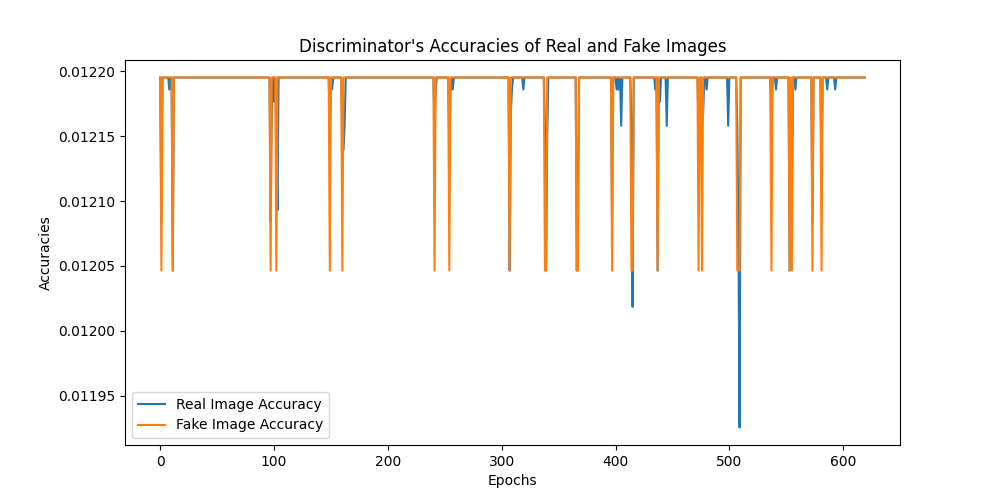 Discriminator's Accuracies of Real and Fake Images
0.01220
0.01215
0.01210
0.01205
0.01200
0.01195
Accuracies
Real Image Accuracy
Fake Image Accuracy
0 100 200 300 400 500 600
Epochs